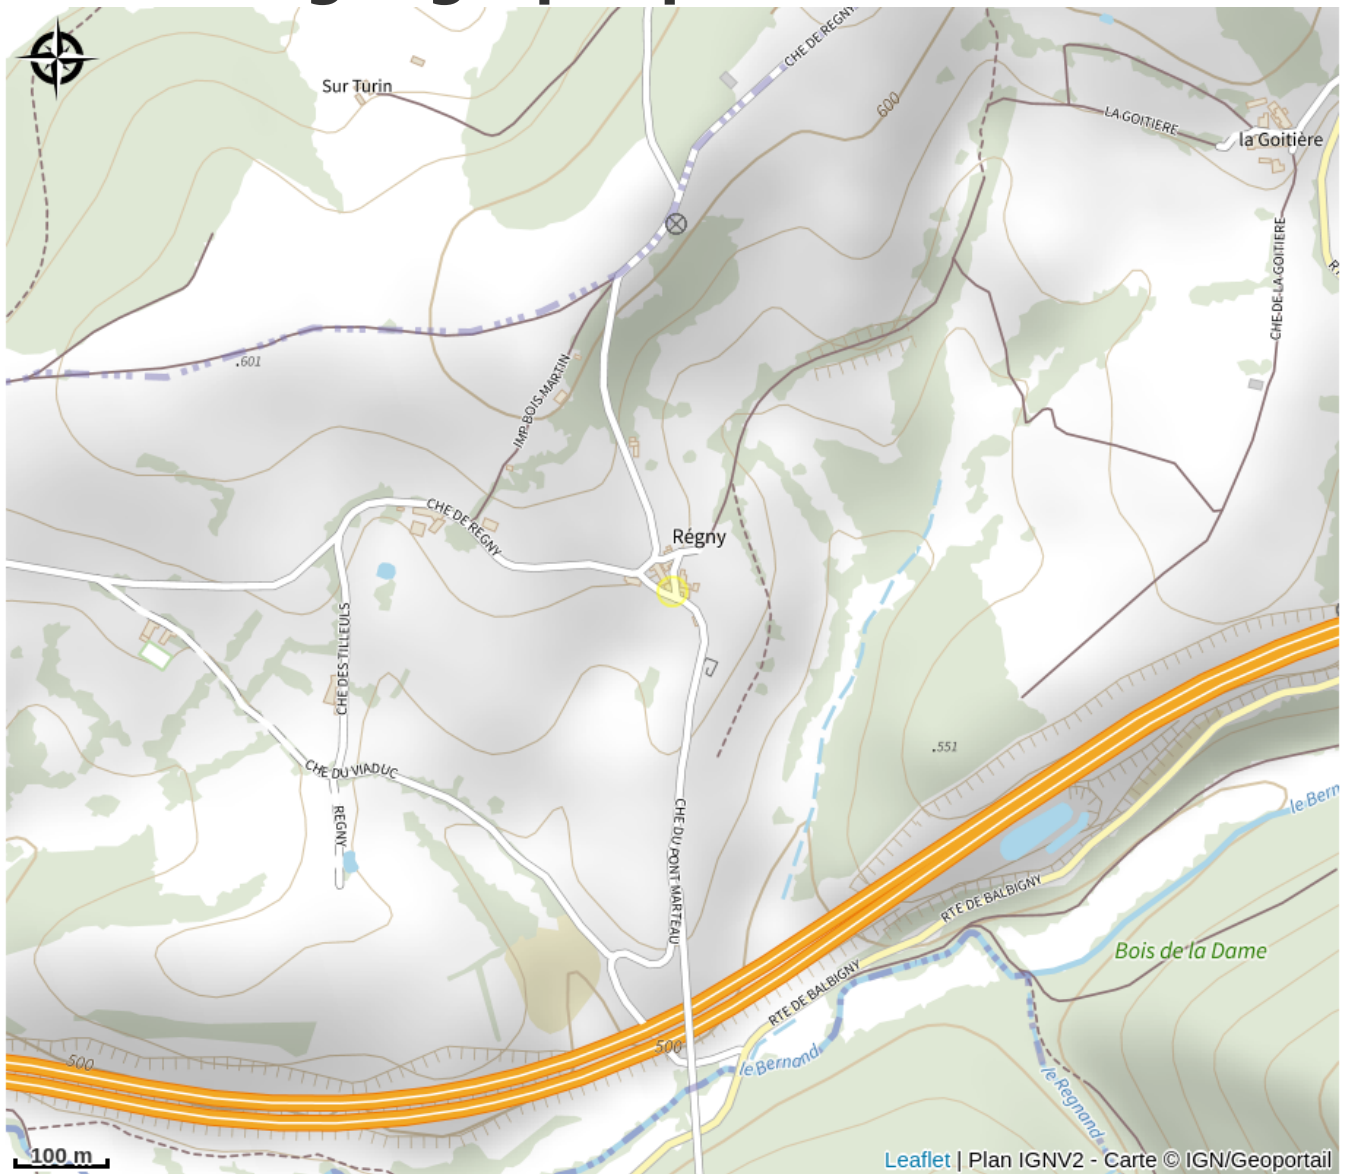 CHE DE REGNY
Sur Turin
600
LA GOITIERE
la Goitière
CHE-DE-LA-GOITIERE
.601
IMP BOIS MARTIN
CHE DE REGNY
Régny
CHE DES TILLEULS
.551
CHE DU VIADUC
REGNY
CHE DU PONT MARTEAU
le Bern
RTE DE BALBIGNY
Bois de la Dame
RTE DE BALBIGNY
500
500
le Bernand
le Regnand
100 m
Leaflet | Plan IGNV2 - Carte © IGN/Geoportail